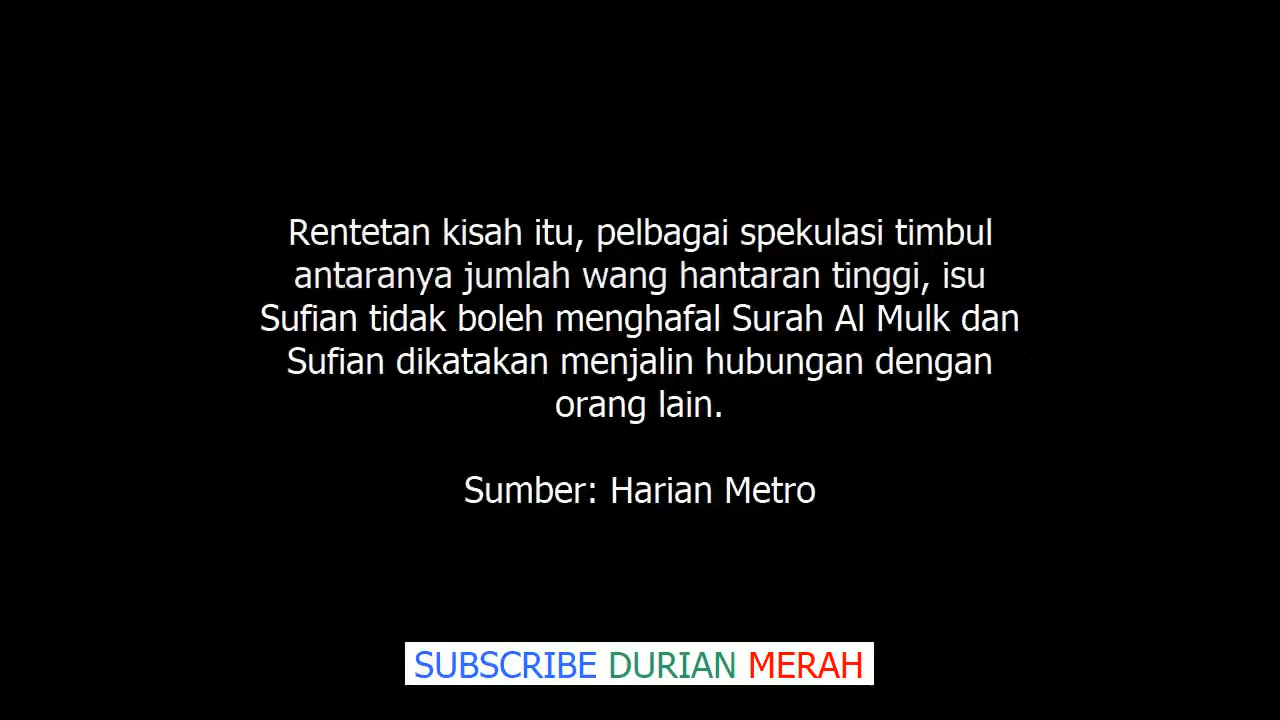 Rentetan kisah itu, pelbagai spekulasi timbul
antaranya jumlah wang hantaran tinggi, isu
Sufian tidak boleh menghafal Surah Al Mulk dan
Sufian dikatakan menjalin hubungan dengan
orang lain.
Sumber: Harian Metro
SUBSCRIBE DURIAN MERAH